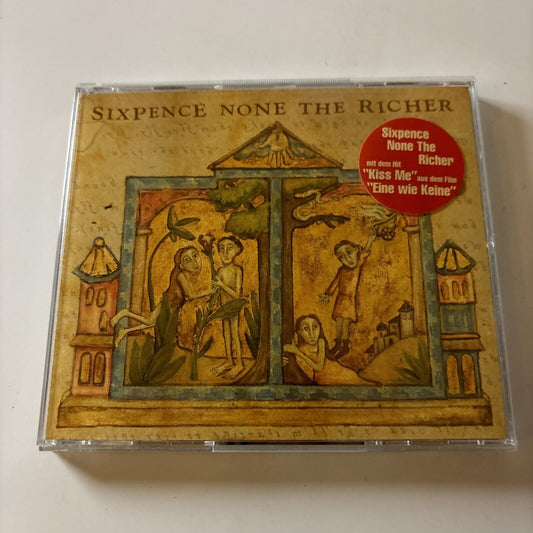 SIXPENCE NONE THE RICHER
Sixpence
None The
Richer
mit dem Hit
"Kiss Me" aus dem Film
"Eine wie Keine"